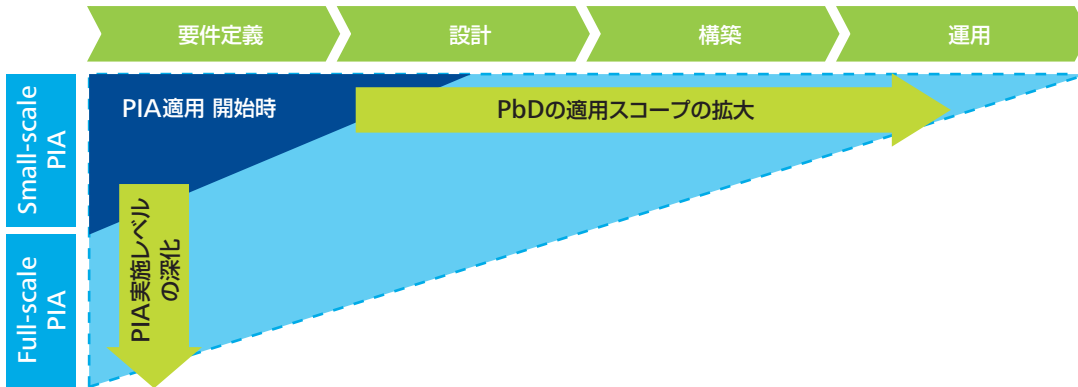 要件定義
設計
構築
運用
Small-scale
PIA
PIA適用 開始時
PbDの適用スコープの拡大
PIA実施レベル
の深化
Full-scale
PIA